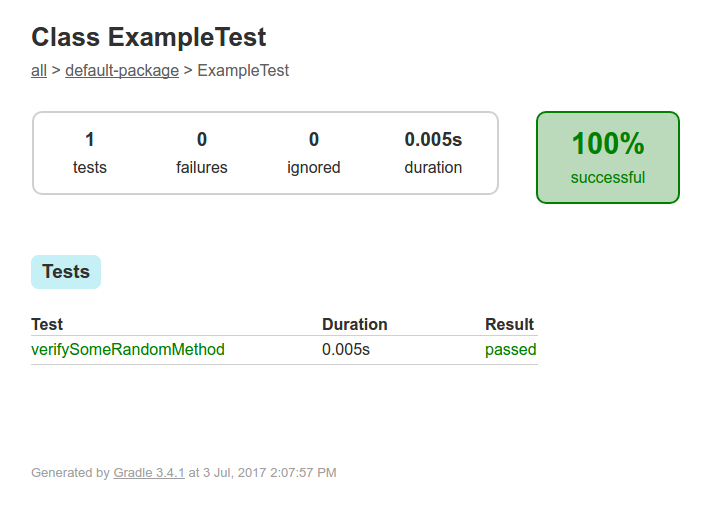 Class ExampleTest
all > default-package > ExampleTest
1 0 0 0.005s
tests failures ignored duration
100%
successful
Tests
Test Duration Result
verifySomeRandomMethod 0.005s passed
Generated by Gradle 3.4.1 at 3 Jul, 2017 2:07:57 PM